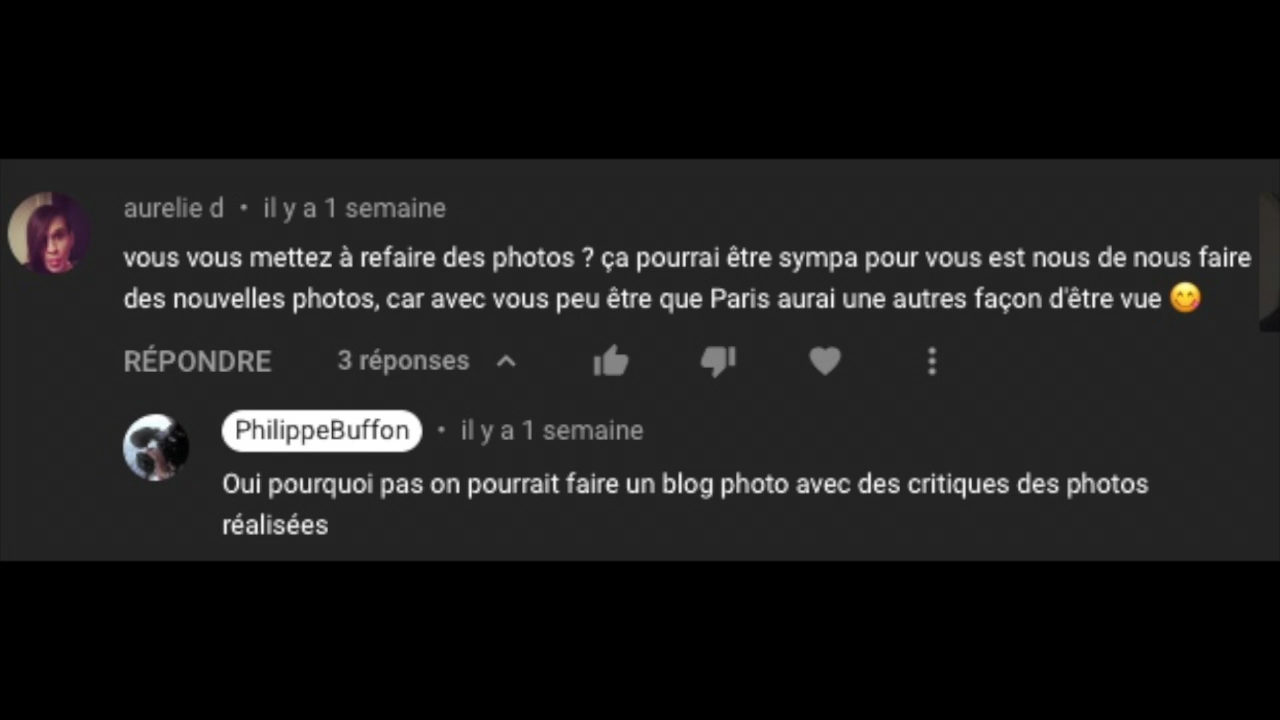 aurelie d • il y a 1 semaine
vous vous mettez à refaire des photos ? ça pourrai être sympa pour vous est nous de nous faire
des nouvelles photos, car avec vous peu être que Paris aurai une autres façon d'être vue 😋
RÉPONDRE 3 réponses
PhilippeBuffon • il y a 1 semaine
Oui pourquoi pas on pourrait faire un blog photo avec des critiques des photos
réalisées